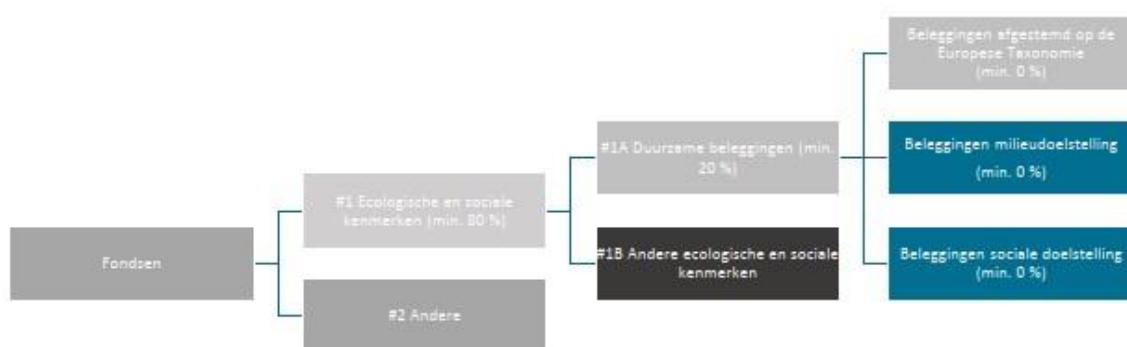 Fondsen
#1 Ecologische en sociale
kenmerken (min. 80 %)
#2 Andere
#1A Duurzame beleggingen (min.
20 %)
#1B Andere ecologische en sociale
kenmerken
Beleggingen afgestemd op de
Europese Taxonomie
(min. 0 %)
Beleggingen milieudoelstelling
(min. 0 %)
Beleggingen sociale doelstelling
(min. 0 %)